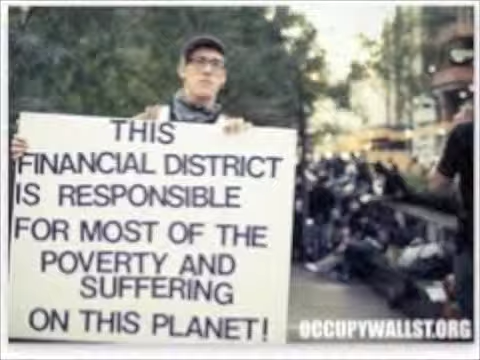 THIS
FINANCIAL DISTRICT
IS RESPONSIBLE
FOR MOST OF THE
POVERTY AND
SUFFERING
ON THIS PLANET!
OCCUPYWALLST.ORG